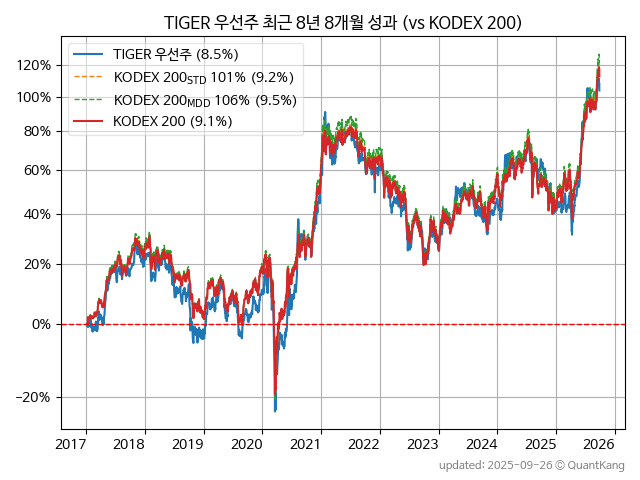 TIGER 우선주 최근 8년 8개월 성과 (vs KODEX 200)
TIGER 우선주 (8.5%)
KODEX 200STD 101% (9.2%)
KODEX 200MDD 106% (9.5%)
KODEX 200 (9.1%)
120%
100%
80%
60%
40%
20%
0%
−20%
2017 2018 2019 2020 2021 2022 2023 2024 2025 2026
updated: 2025-09-26 © QuantKang